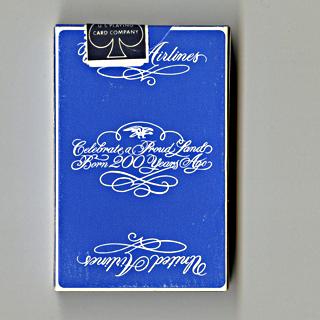 U.S. PLAYING
CARD COMPANY
Airlines
Celebrate, a Proud Land
Born 200 Years Ago
United Airlines